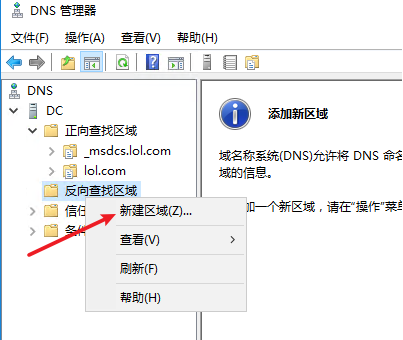 DNS 管理器
文件(F) 操作(A) 查看(V) 帮助(H)
DNS
DC
正向查找区域
_msdcs.lol.com
lol.com
反向查找区域
信任
新建区域(Z)...
查看(V)
刷新(F)
帮助(H)
添加新区域
域名称系统(DNS)允许将 DNS 命名
域的信息。
加一个新区域，请在“操作”菜单